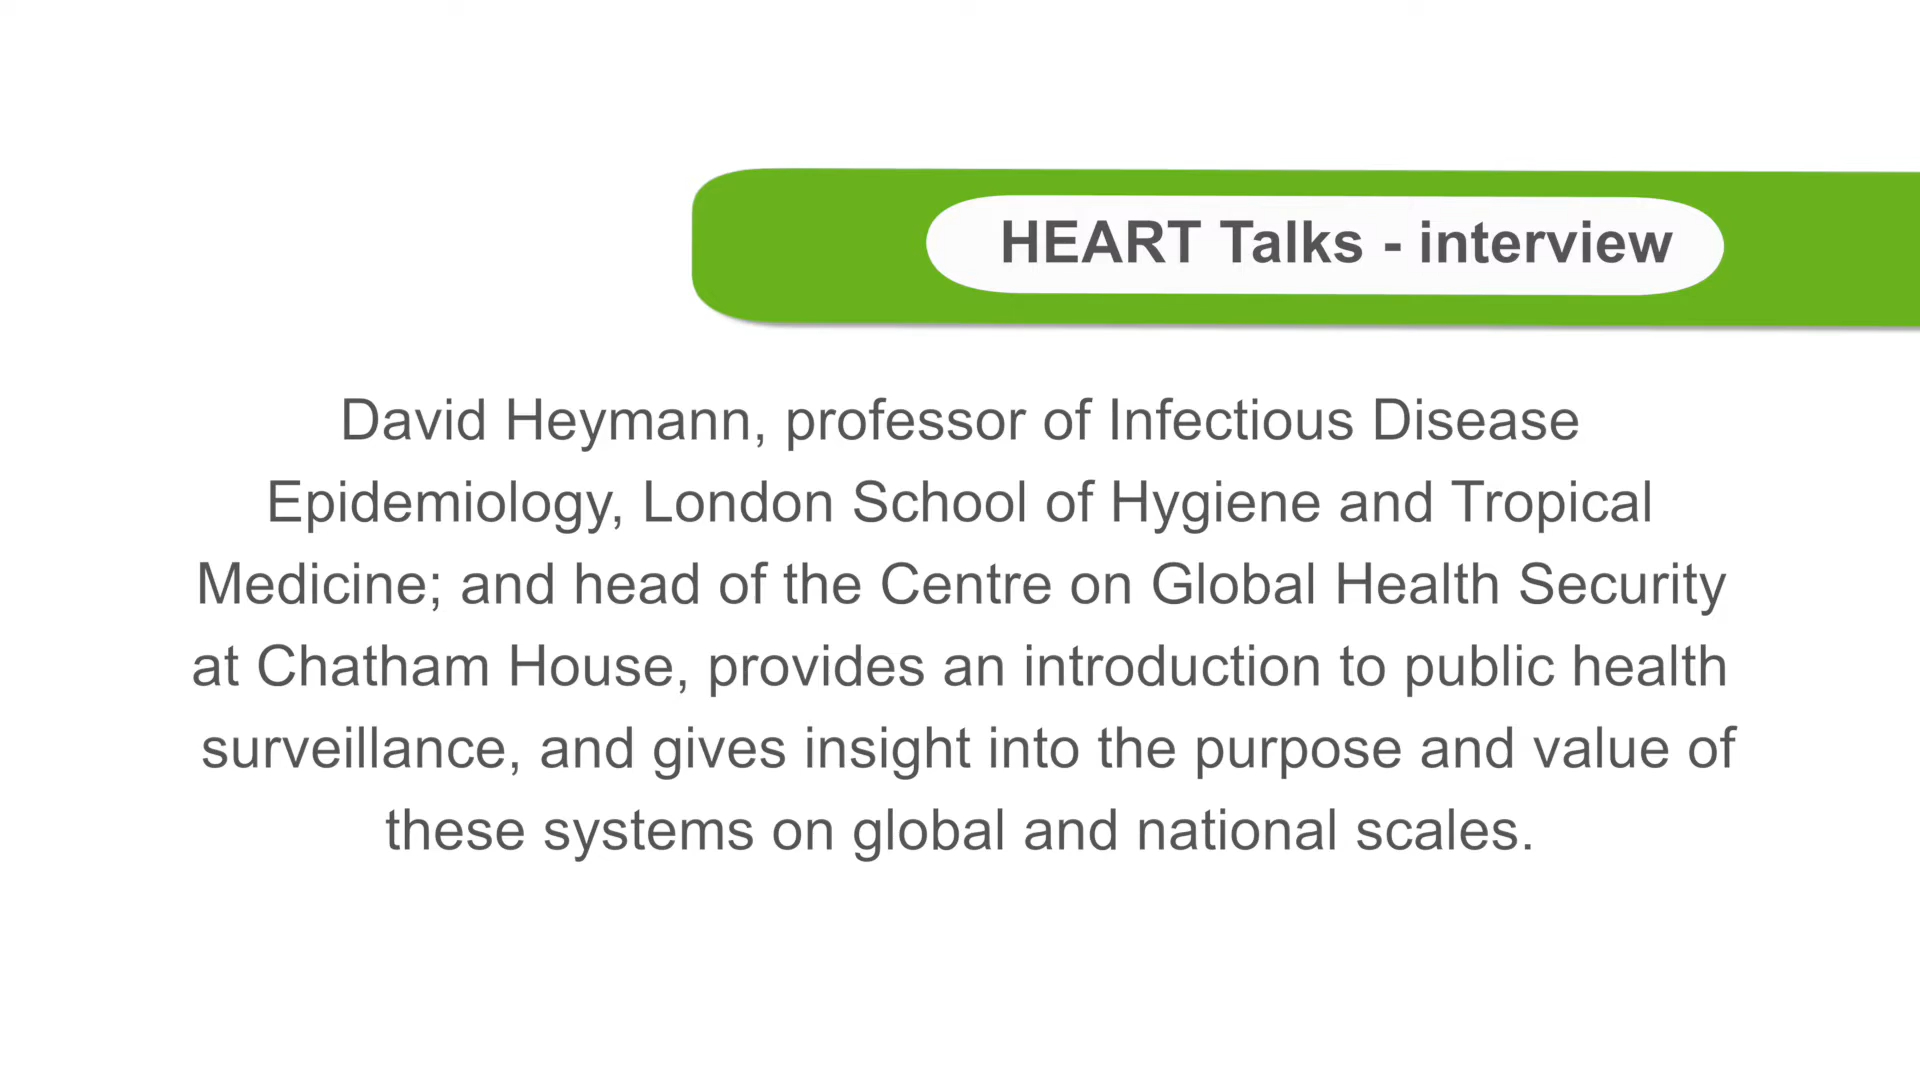 HEART Talks - interview
David Heymann, professor of Infectious Disease
Epidemiology, London School of Hygiene and Tropical
Medicine; and head of the Centre on Global Health Security
at Chatham House, provides an introduction to public health
surveillance, and gives insight into the purpose and value of
these systems on global and national scales.